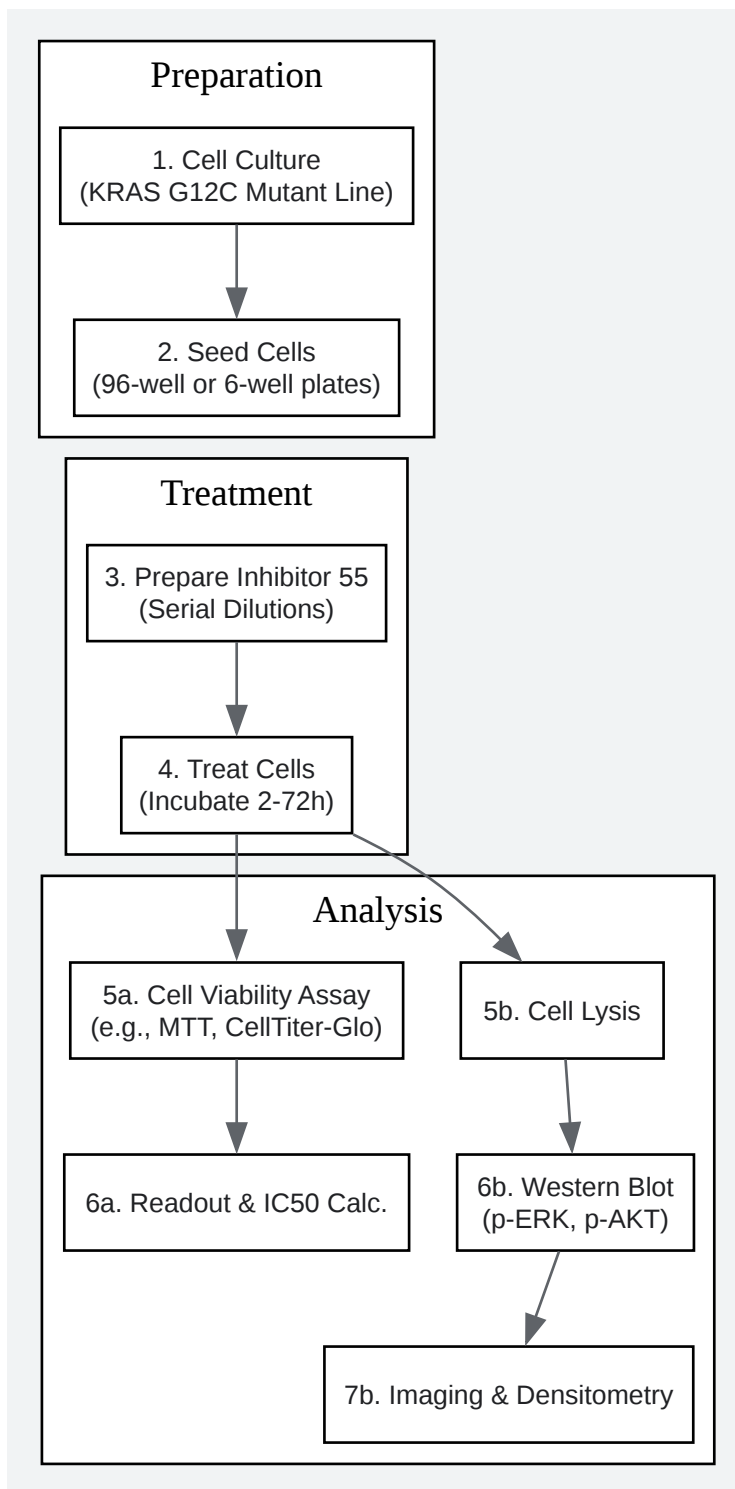 Preparation
1. Cell Culture
(KRAS G12C Mutant Line)
2. Seed Cells
(96-well or 6-well plates)
Treatment
3. Prepare Inhibitor 55
(Serial Dilutions)
4. Treat Cells
(Incubate 2-72h)
Analysis
5a. Cell Viability Assay
(e.g., MTT, CellTiter-Glo)
5b. Cell Lysis
6a. Readout & IC50 Calc.
6b. Western Blot
(p-ERK, p-AKT)
7b. Imaging & Densitometry